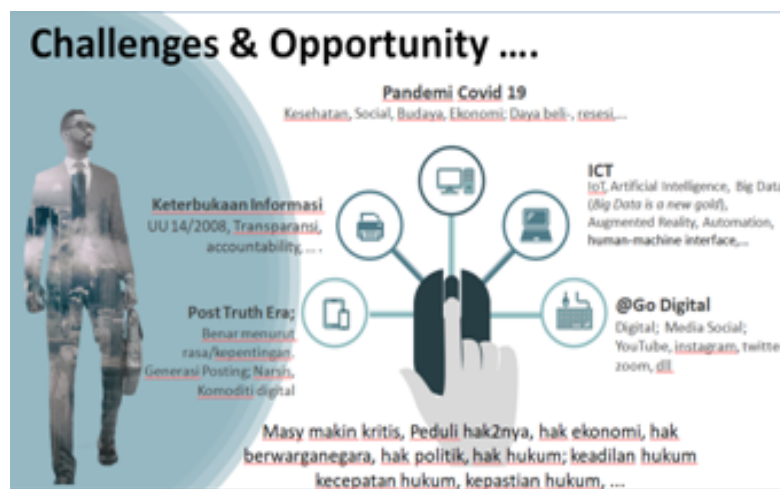 Challenges & Opportunity ....
Pandemi Covid 19
Kesehatan, Social, Budaya, Ekonomi; Daya beli-, resesi,...
ICT
IoT, Artificial Intelligence, Big Data
(Big Data is a new gold),
Augmented Reality, Automation,
human-machine interface,...
Keterbukaan Informasi
UU 14/2008, Transparansi,
accountability, ... .
Post Truth Era;
Benar menurut
rasa/kepentingan.
Generasi Posting; Narsis,
Komoditi digital
@Go Digital
Digital; Media Social;
YouTube, instagram, twitte
zoom, dll
Masy makin kritis, Peduli hak2nya, hak ekonomi, hak
berwarganegara, hak politik, hak hukum; keadilan hukum
kecepatan hukum, kepastian hukum, ...